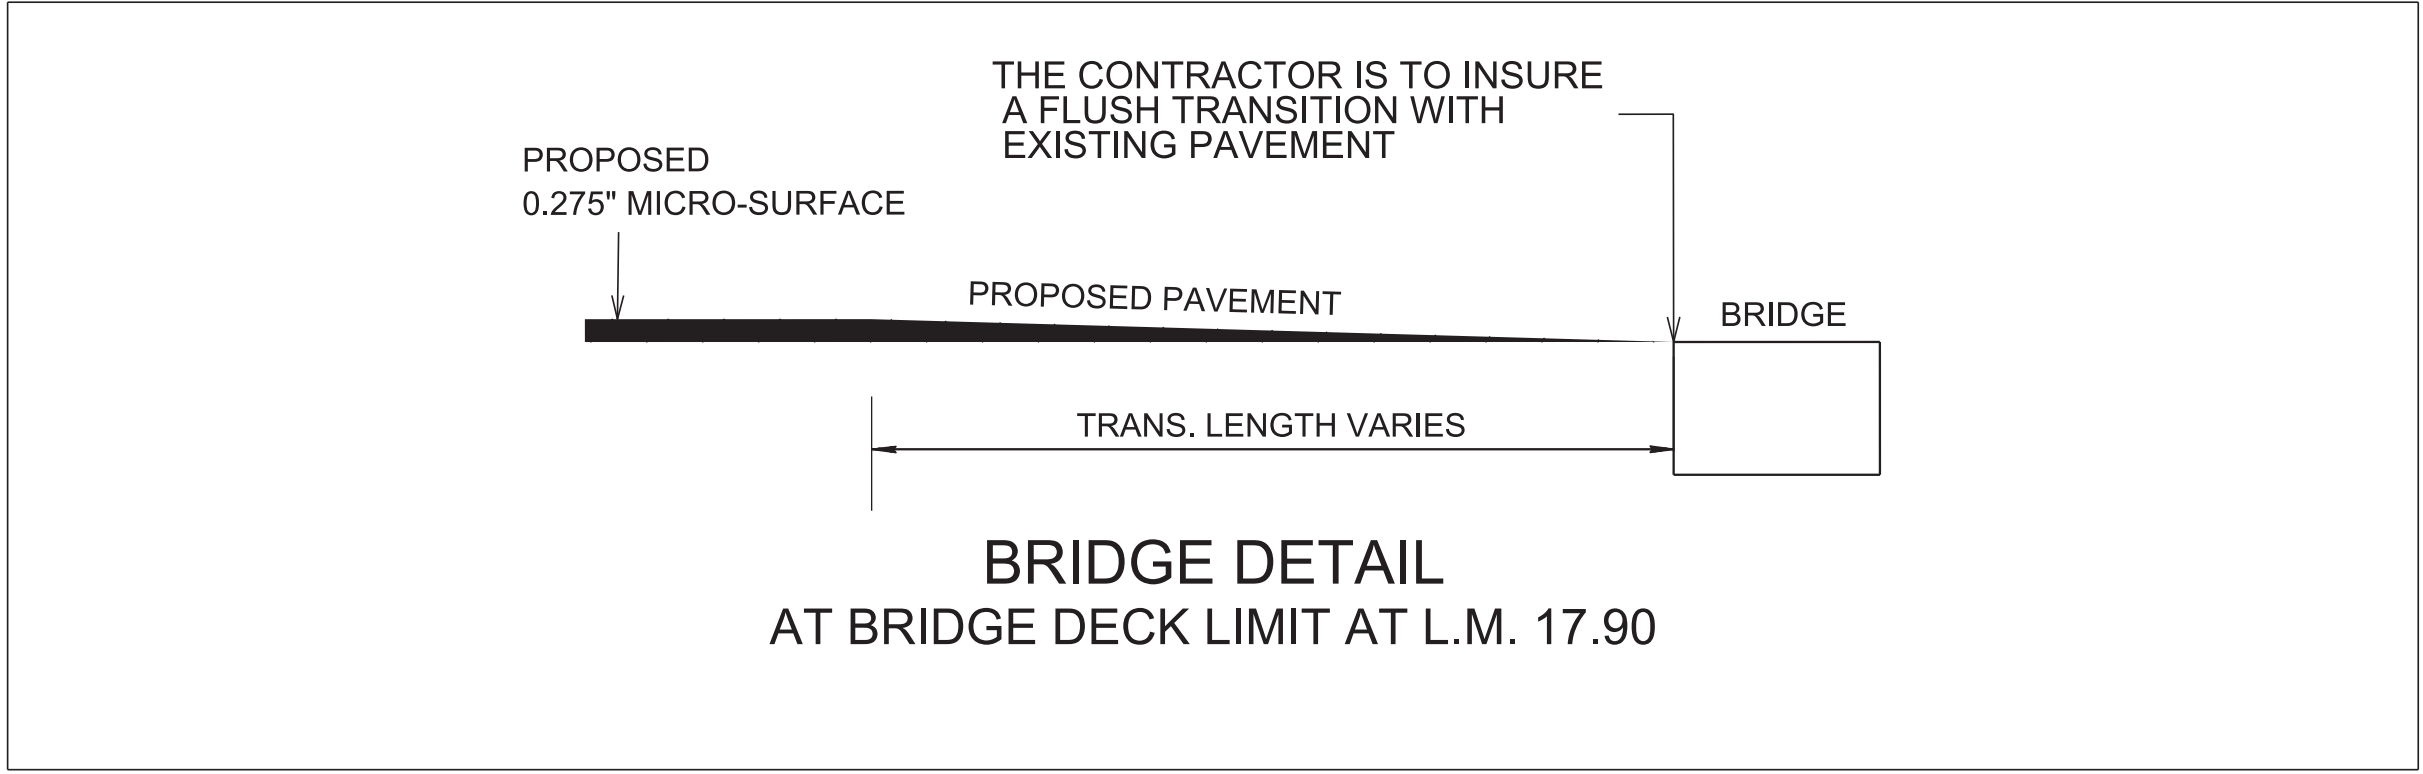 THE CONTRACTOR IS TO INSURE
A FLUSH TRANSITION WITH
EXISTING PAVEMENT
PROPOSED
0.275" MICRO-SURFACE
PROPOSED PAVEMENT
BRIDGE
TRANS. LENGTH VARIES
BRIDGE DETAIL
AT BRIDGE DECK LIMIT AT L.M. 17.90